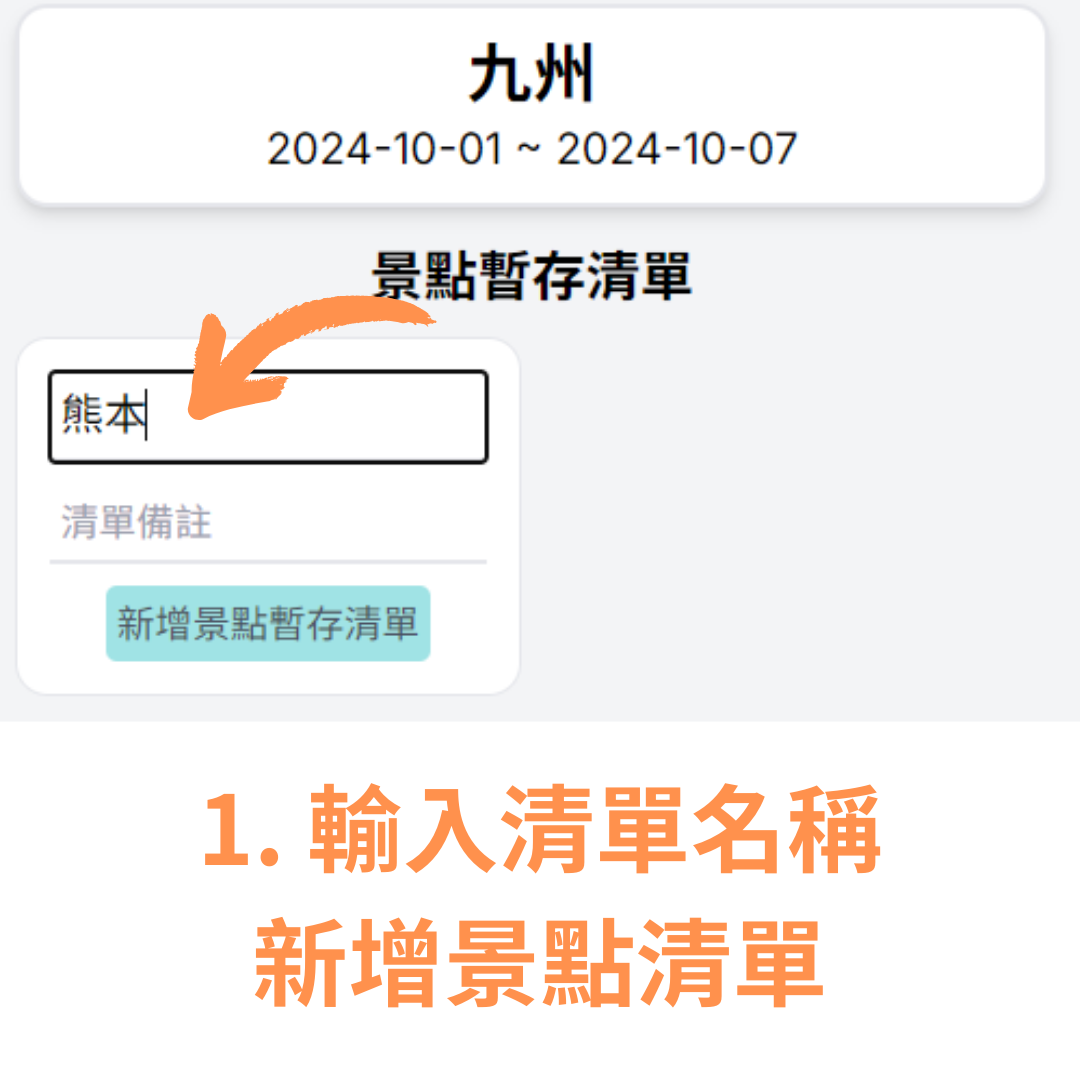 九州
2024-10-01 ~ 2024-10-07
景點暫存清單
熊本
清單備註
新增景點暫存清單
1. 輸入清單名稱
新增景點清單